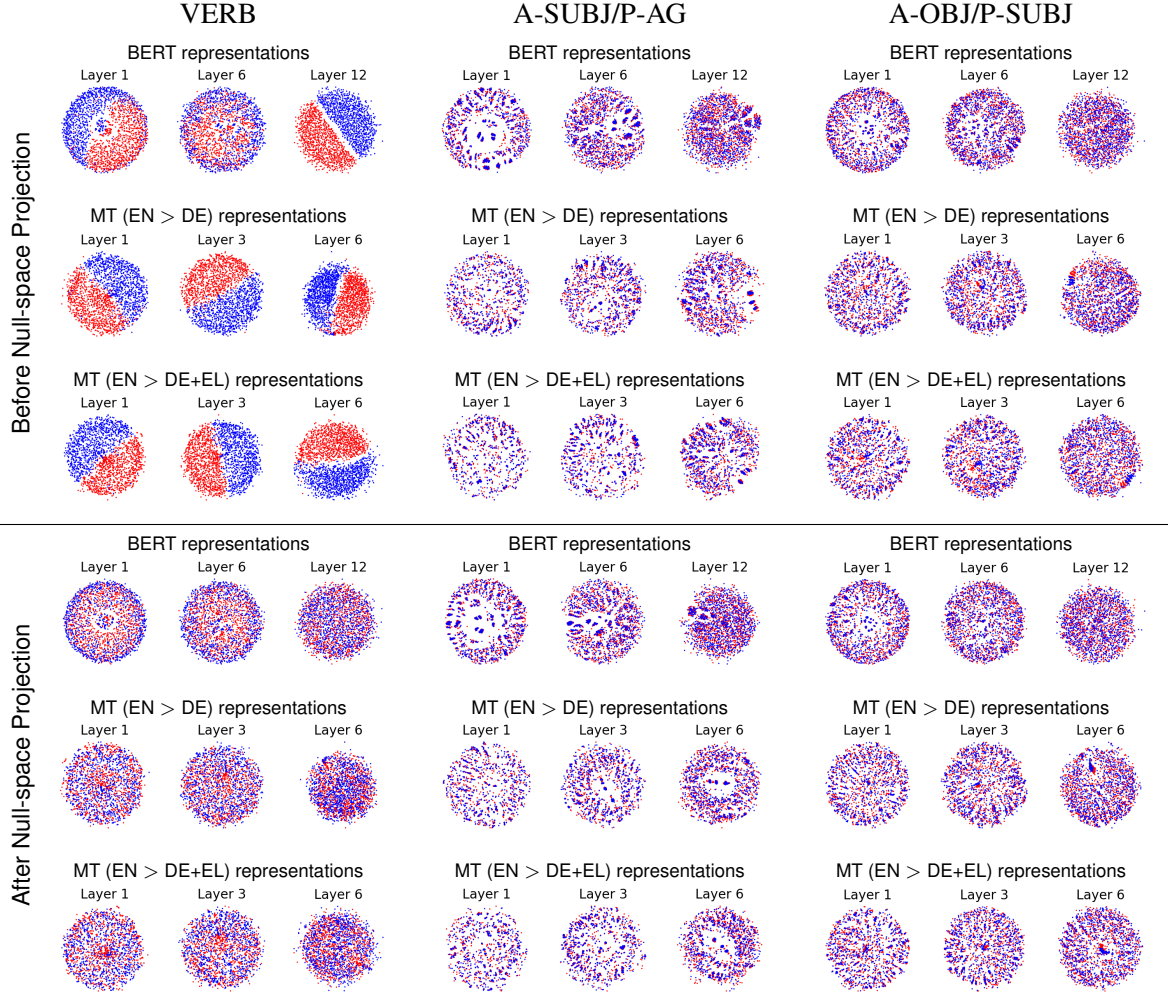 VERB A-SUBJ/P-AG A-OBJ/P-SUBJ
Before Null-space Projection
BERT representations BERT representations BERT representations
Layer 1 Layer 6 Layer 12 Layer 1 Layer 6 Layer 12 Layer 1 Layer 6 Layer 12
MT (EN > DE) representations MT (EN > DE) representations MT (EN > DE) representations
Layer 1 Layer 3 Layer 6 Layer 1 Layer 3 Layer 6 Layer 1 Layer 3 Layer 6
MT (EN > DE+EL) representations MT (EN > DE+EL) representations MT (EN > DE+EL) representations
Layer 1 Layer 3 Layer 6 Layer 1 Layer 3 Layer 6 Layer 1 Layer 3 Layer 6
After Null-space Projection
BERT representations BERT representations BERT representations
Layer 1 Layer 6 Layer 12 Layer 1 Layer 6 Layer 12 Layer 1 Layer 6 Layer 12
MT (EN > DE) representations MT (EN > DE) representations MT (EN > DE) representations
Layer 1 Layer 3 Layer 6 Layer 1 Layer 3 Layer 6 Layer 1 Layer 3 Layer 6
MT (EN > DE+EL) representations MT (EN > DE+EL) representations MT (EN > DE+EL) representations
Layer 1 Layer 3 Layer 6 Layer 1 Layer 3 Layer 6 Layer 1 Layer 3 Layer 6